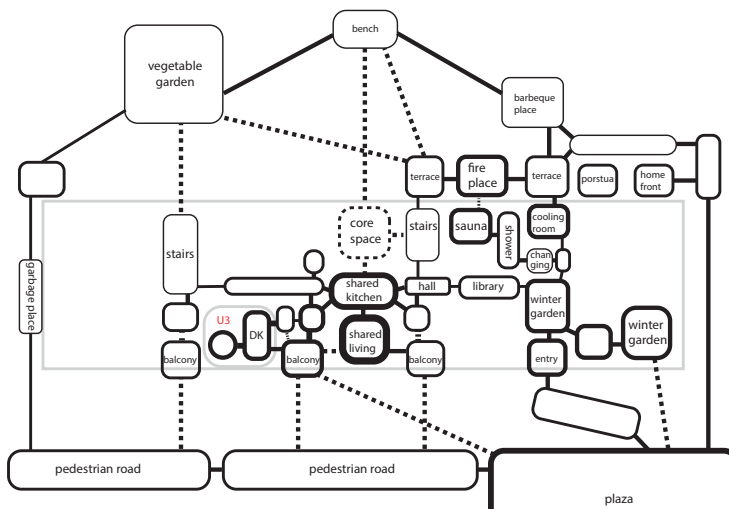 bench
vegetable
garden
barbeque
place
terrace
fire
place
terrace
porstua
home
front
core
space
stairs
stairs
sauna
shower
cooling
room
chan
ging
garbage place
shared
kitchen
hall
library
winter
garden
U3
DK
shared
living
winter
garden
balcony
balcony
balcony
entry
pedestrian road
pedestrian road
plaza